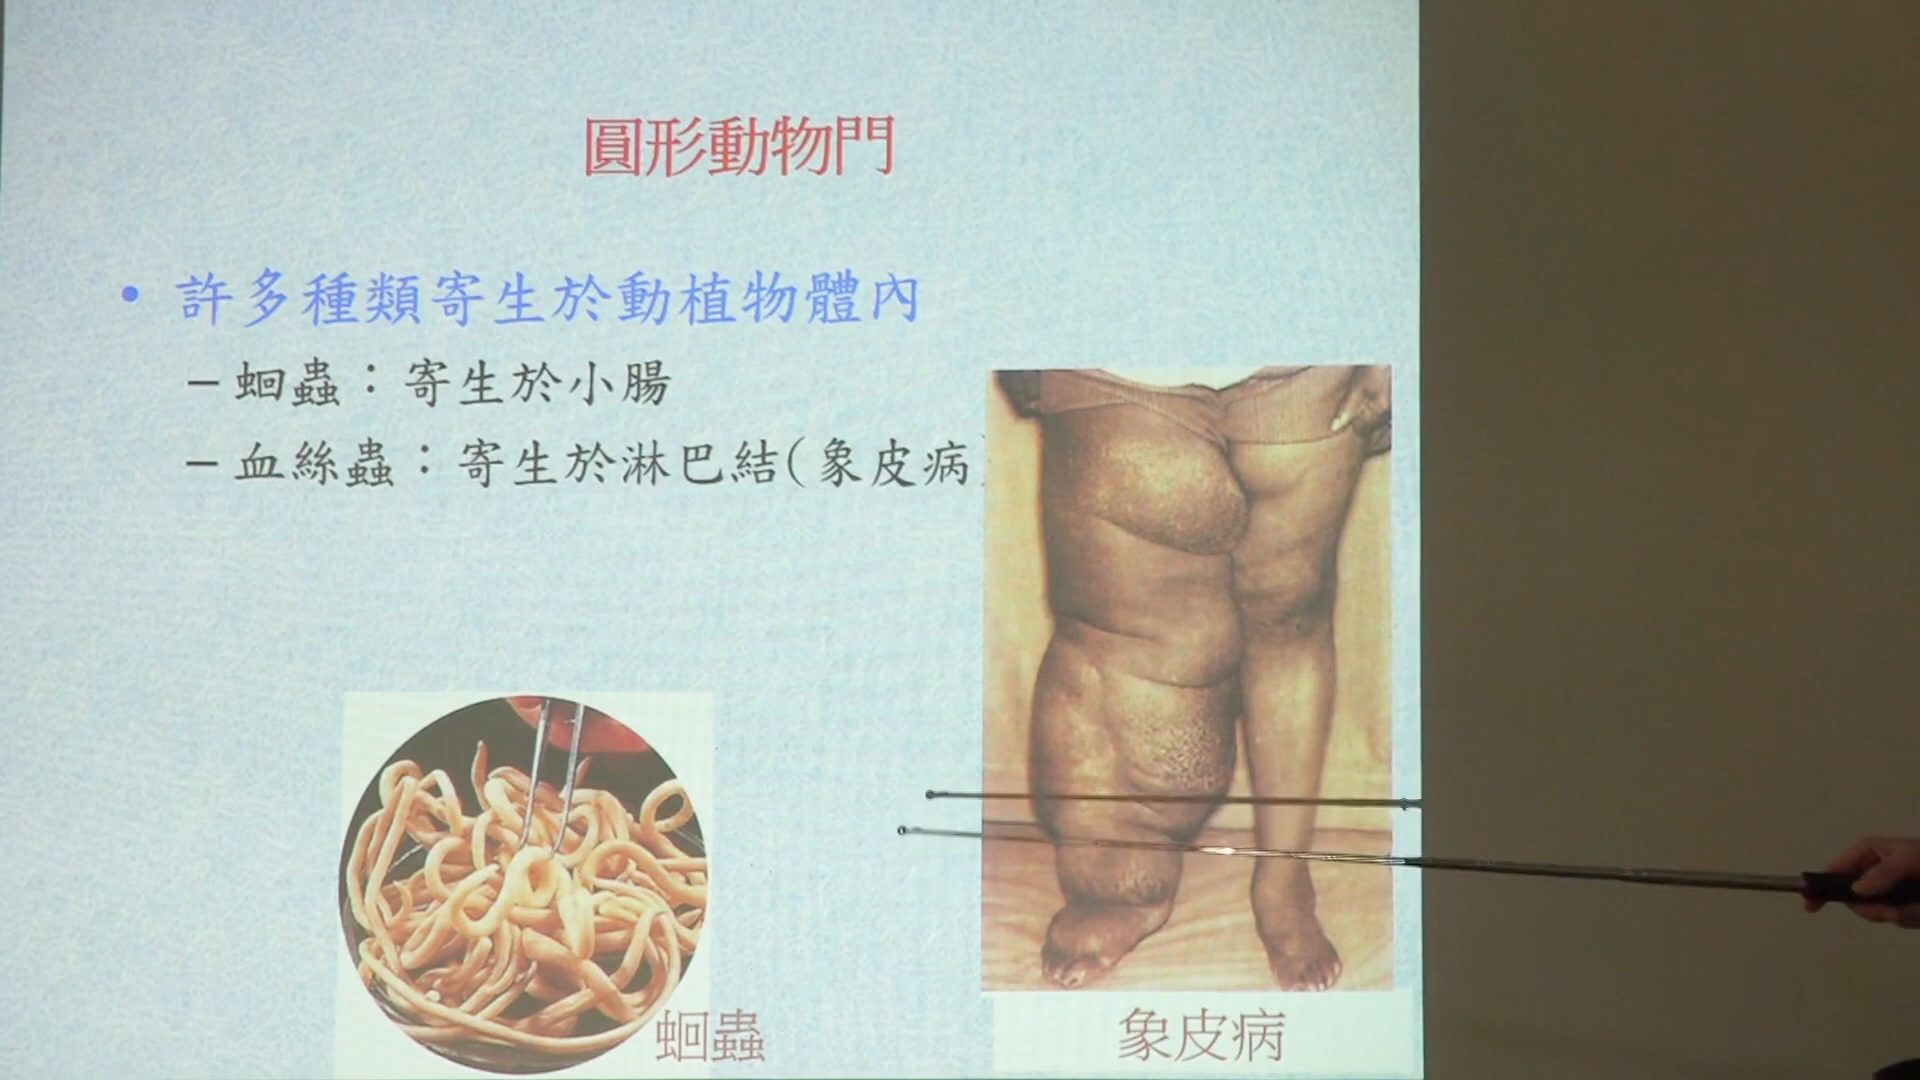 圓形動物門
• 許多種類寄生於動植物體內
–蛔蟲：寄生於小腸
–血絲蟲：寄生於淋巴結(象皮病)
蛔蟲
象皮病